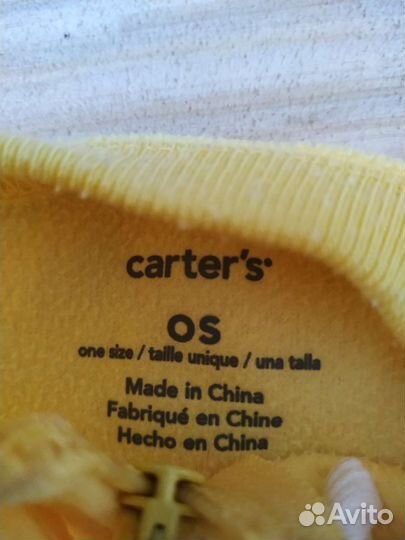 carter's
OS
one size / taille unique / una talla
Made in China
Fabriqué en Chine
Hecho en China
Avito